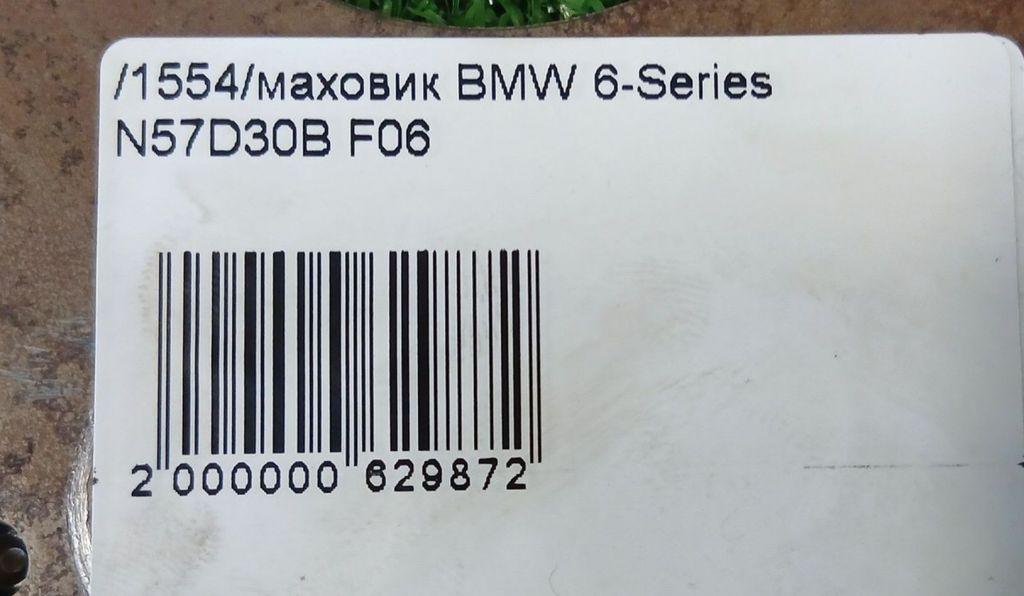 /1554/маховик BMW 6-Series
N57D30B F06
2 000000 629872